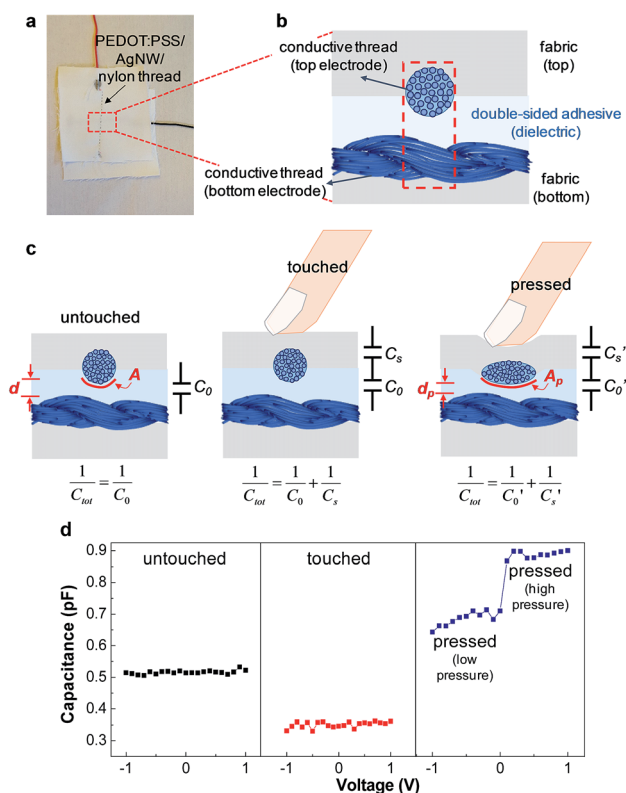 a
PEDOT:PSS/
AgNW/
nylon thread
b
conductive thread
(top electrode)
fabric
(top)
double-sided adhesive
(dielectric)
conductive thread
(bottom electrode)
fabric
(bottom)
c
untouched
d
A
C₀
1/Ctot = 1/C₀
touched
Cs
C₀
1/Ctot = 1/C₀ + 1/Cs
pressed
dp
Ap
Cs'
C₀'
1/Ctot = 1/C₀' + 1/Cs'
d
Capacitance (pF)
0.9
0.8
0.7
0.6
0.5
0.4
0.3
untouched
touched
pressed
(high
pressure)
pressed
(low
pressure)
-1 0 1 -1 0 1 -1 0 1
Voltage (V)